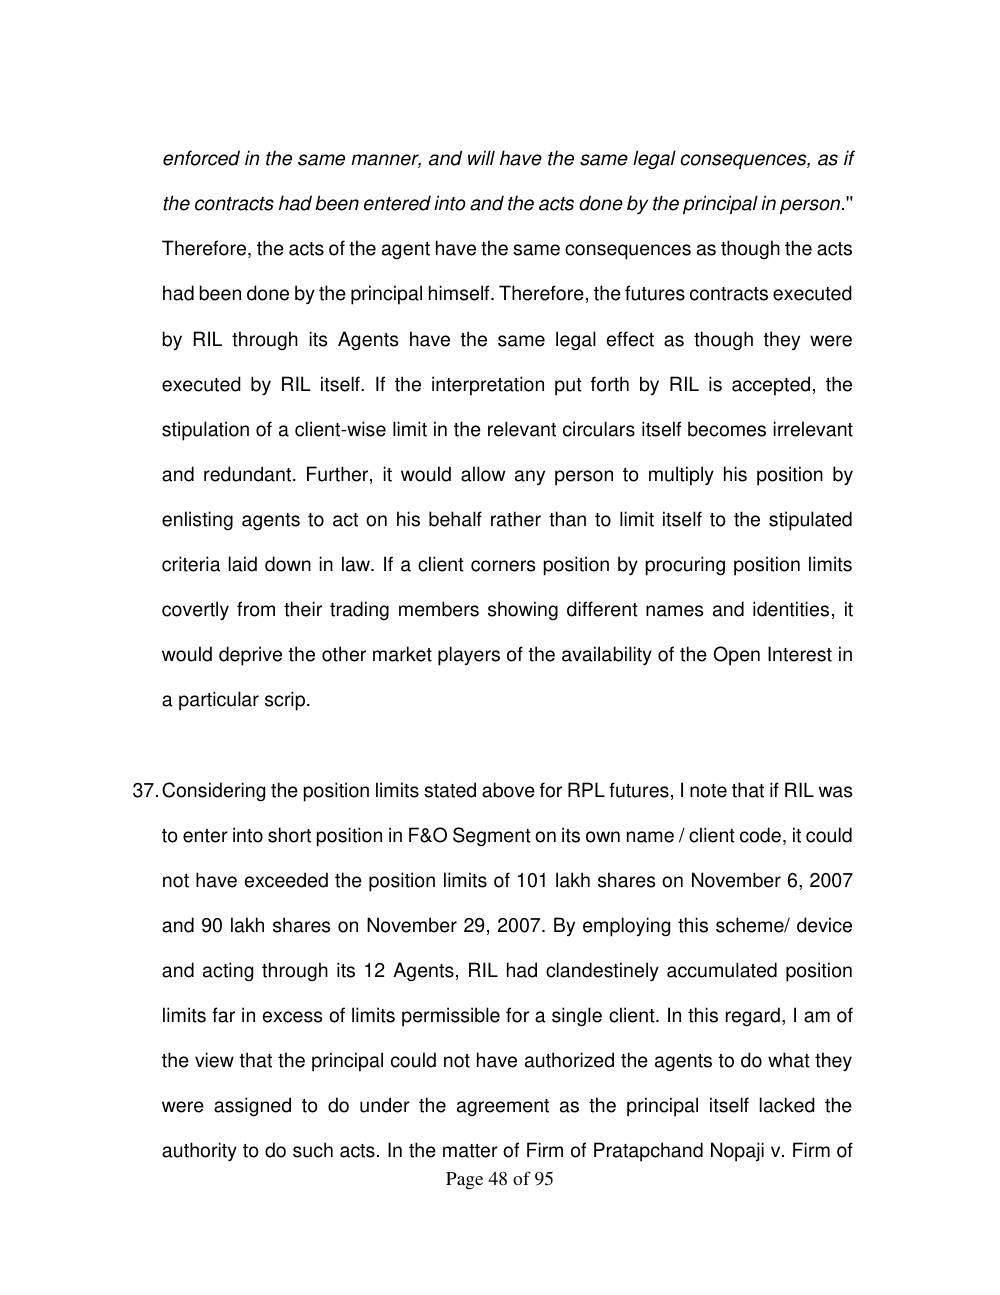 enforced in the same manner, and will have the same legal consequences, as if
the contracts had been entered into and the acts done by the principal in person."
Therefore, the acts of the agent have the same consequences as though the acts
had been done by the principal himself. Therefore, the futures contracts executed
by RIL through its Agents have the same legal effect as though they were
executed by RIL itself. If the interpretation put forth by RIL is accepted, the
stipulation of a client-wise limit in the relevant circulars itself becomes irrelevant
and redundant. Further, it would allow any person to multiply his position by
enlisting agents to act on his behalf rather than to limit itself to the stipulated
criteria laid down in law. If a client corners position by procuring position limits
covertly from their trading members showing different names and identities, it
would deprive the other market players of the availability of the Open Interest in
a particular scrip.
37. Considering the position limits stated above for RPL futures, I note that if RIL was
to enter into short position in F&O Segment on its own name / client code, it could
not have exceeded the position limits of 101 lakh shares on November 6, 2007
and 90 lakh shares on November 29, 2007. By employing this scheme/ device
and acting through its 12 Agents, RIL had clandestinely accumulated position
limits far in excess of limits permissible for a single client. In this regard, I am of
the view that the principal could not have authorized the agents to do what they
were assigned to do under the agreement as the principal itself lacked the
authority to do such acts. In the matter of Firm of Pratapchand Nopaji v. Firm of
Page 48 of 95